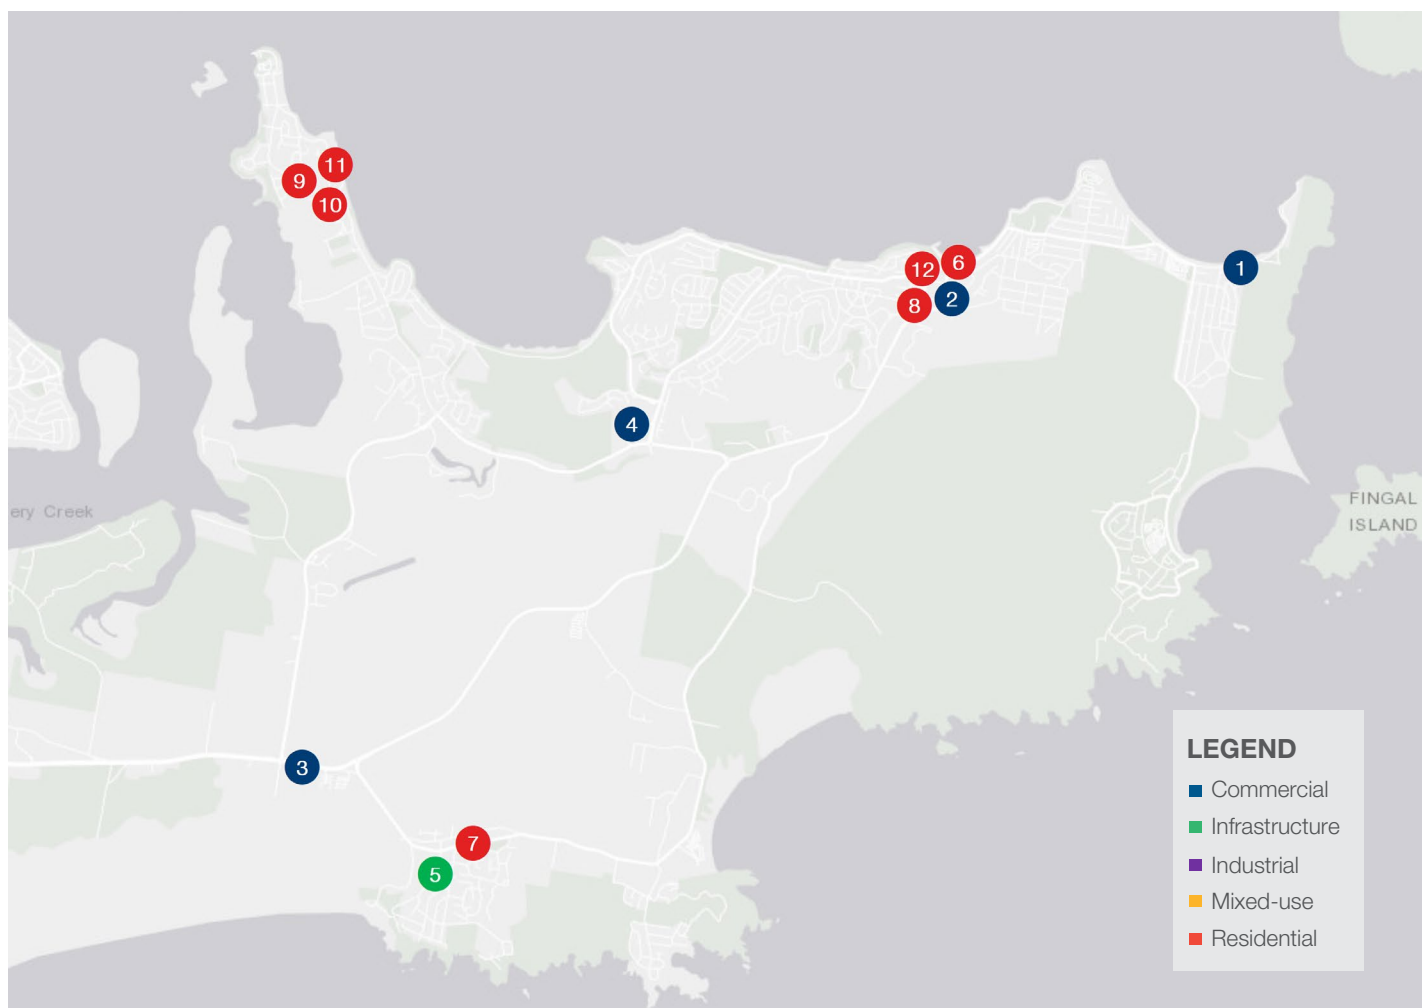 11
9
10
12
6
1
8
2
4
ery Creek
FINGAL
ISLAND
3
7
5
LEGEND
Commercial
Infrastructure
Industrial
Mixed-use
Residential